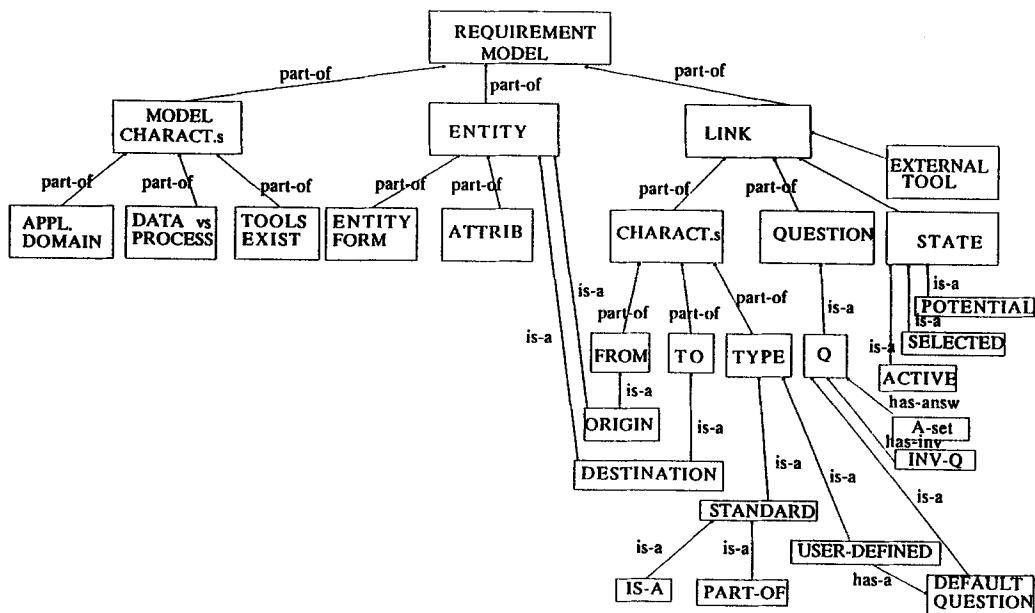 REQUIREMENT
MODEL
part-of
part-of
part-of
MODEL
CHARACT.s
ENTITY
LINK
EXTERNAL
TOOL
part-of
part-of
part-of
part-of
part-of
part-of
part-of
APPL.
DOMAIN
DATA vs
PROCESS
TOOLS
EXIST
ENTITY
FORM
ATTRIB
CHARACT.s
QUESTION
STATE
is-a
is-a
part-of
part-of
part-of
is-a
is-a
POTENTIAL
is-a
SELECTED
is-a
ACTIVE
FROM
TO
TYPE
Q
is-a
has-answ
ORIGIN
is-a
A-set
has-inv
INV-Q
DESTINATION
is-a
is-a
is-a
STANDARD
is-a
is-a
USER-DEFINED
has-a
IS-A
PART-OF
DEFAULT
QUESTION